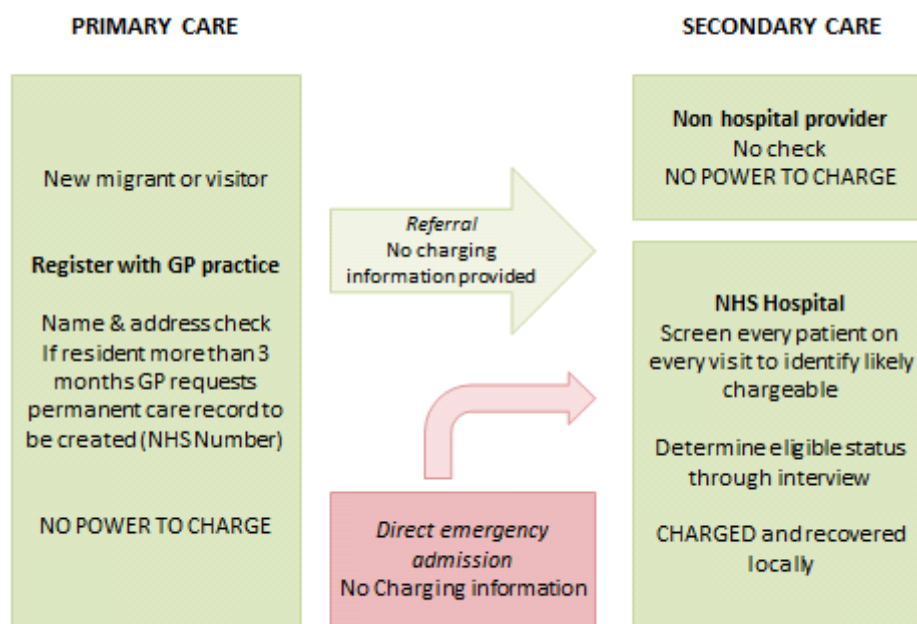 PRIMARY CARE
New migrant or visitor
Register with GP practice
Name & address check
If resident more than 3
months GP requests
permanent care record to
be created (NHS Number)
NO POWER TO CHARGE
Referral
No charging
information provided
Direct emergency
admission
No Charging information
SECONDARY CARE
Non hospital provider
No check
NO POWER TO CHARGE
NHS Hospital
Screen every patient on
every visit to identify likely
chargeable
Determine eligible status
through interview
CHARGED and recovered
locally